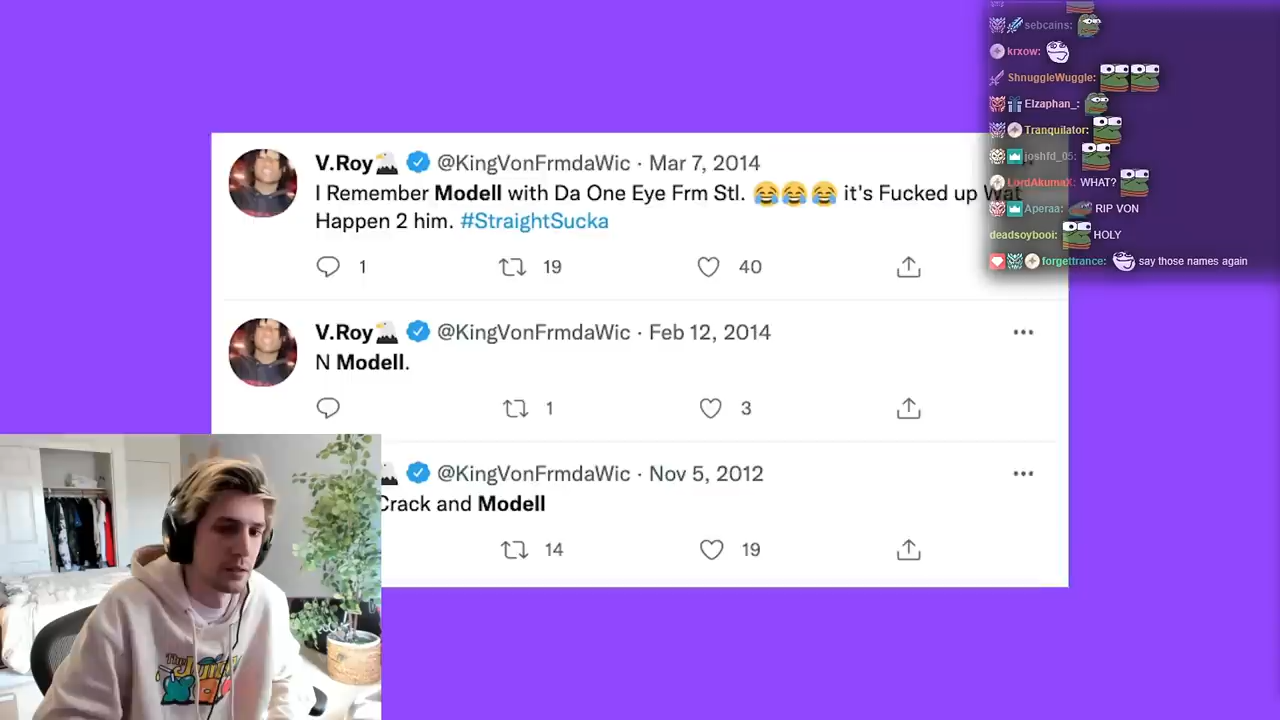 V.Roy @KingVonFrmdaWic · Mar 7, 2014
I Remember Modell with Da One Eye Frm Stl. 😂😂😂 it's Fucked up Wat
Happen 2 him. #StraightSucka
1 19 40
V.Roy @KingVonFrmdaWic · Feb 12, 2014
N Modell.
1 3
@KingVonFrmdaWic · Nov 5, 2012
Crack and Modell
14 19
sebcains:
krxow:
ShnuggleWuggle:
Elzaphan_:
Tranquilator:
joshfd_05:
LordAkumaX: WHAT?
Aperaa: RIP VON
deadsoybooi: HOLY
forgettrance: say those names again